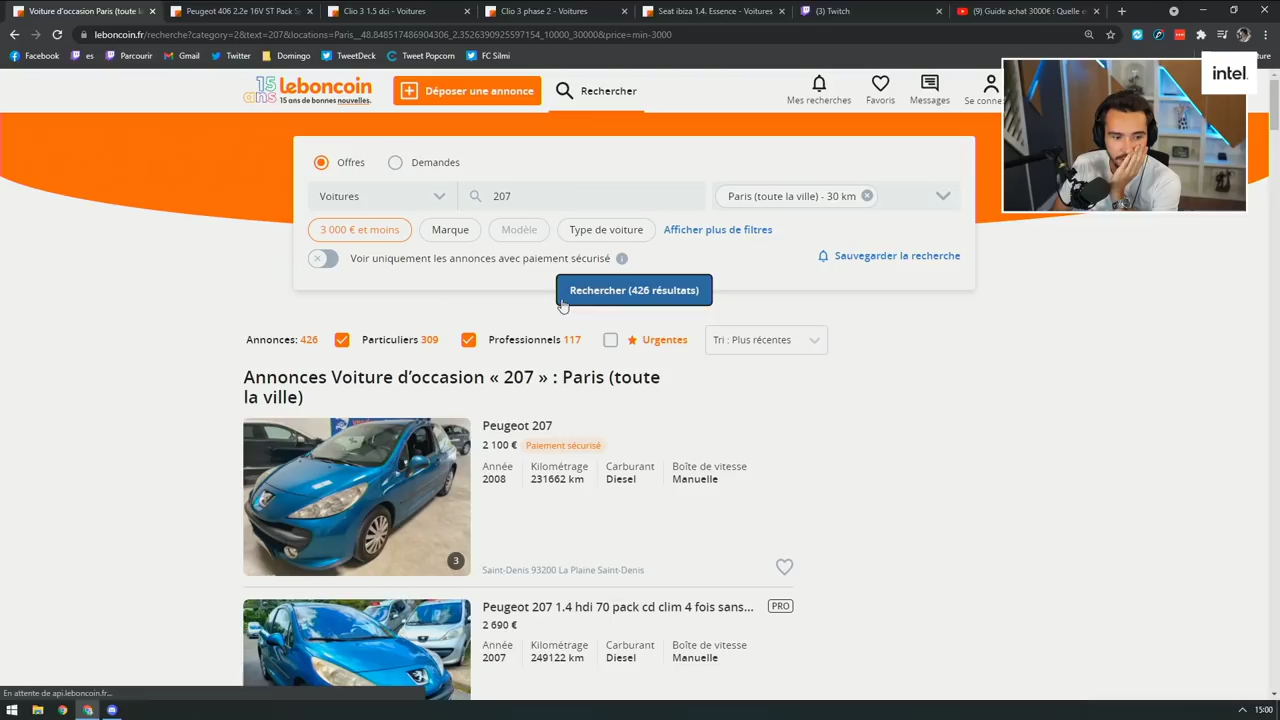 Voiture d'occasion Paris (toute l
Peugeot 406 2.2e 16V ST Pack S
Clio 3 1.5 dci - Voitures
Clio 3 phase 2 - Voitures
Seat ibiza 1.4. Essence - Voitures
(3) Twitch
(9) Guide achat 3000€ : Quelle
leboncoin.fr/recherche?category=2&text=207&locations=Paris__48.848517486904306_2.3526390925597154_10000_30000&price=min-3000
Facebook
TweetDeck
Parcourir
Gmail
Twitter
Domingo
BetterTTV
Tweet Popcorn
FC Silmi
intel.
15 ans
leboncoin
15 ans de bonnes nouvelles.
Déposer une annonce
Rechercher
Mes recherches
Favoris
Messages
Se conne
Offres
Demandes
Voitures
207
Paris (toute la ville) - 30 km
3 000 € et moins
Marque
Modèle
Type de voiture
Afficher plus de filtres
Voir uniquement les annonces avec paiement sécurisé
Sauvegarder la recherche
Rechercher (426 résultats)
Annonces: 426
Particuliers 309
Professionnels 117
Urgentes
Tri : Plus récentes
Annonces Voiture d'occasion « 207 » : Paris (toute
la ville)
Peugeot 207
2 100 € Paiement sécurisé
Année Kilométrage Carburant Boîte de vitesse
2008 231662 km Diesel Manuelle
3
Saint-Denis 93200 La Plaine Saint-Denis
Peugeot 207 1.4 hdi 70 pack cd clim 4 fois sans...
PRO
2 690 €
Année Kilométrage Carburant Boîte de vitesse
2007 249122 km Diesel Manuelle
En attente de api.leboncoin.fr...
15:00